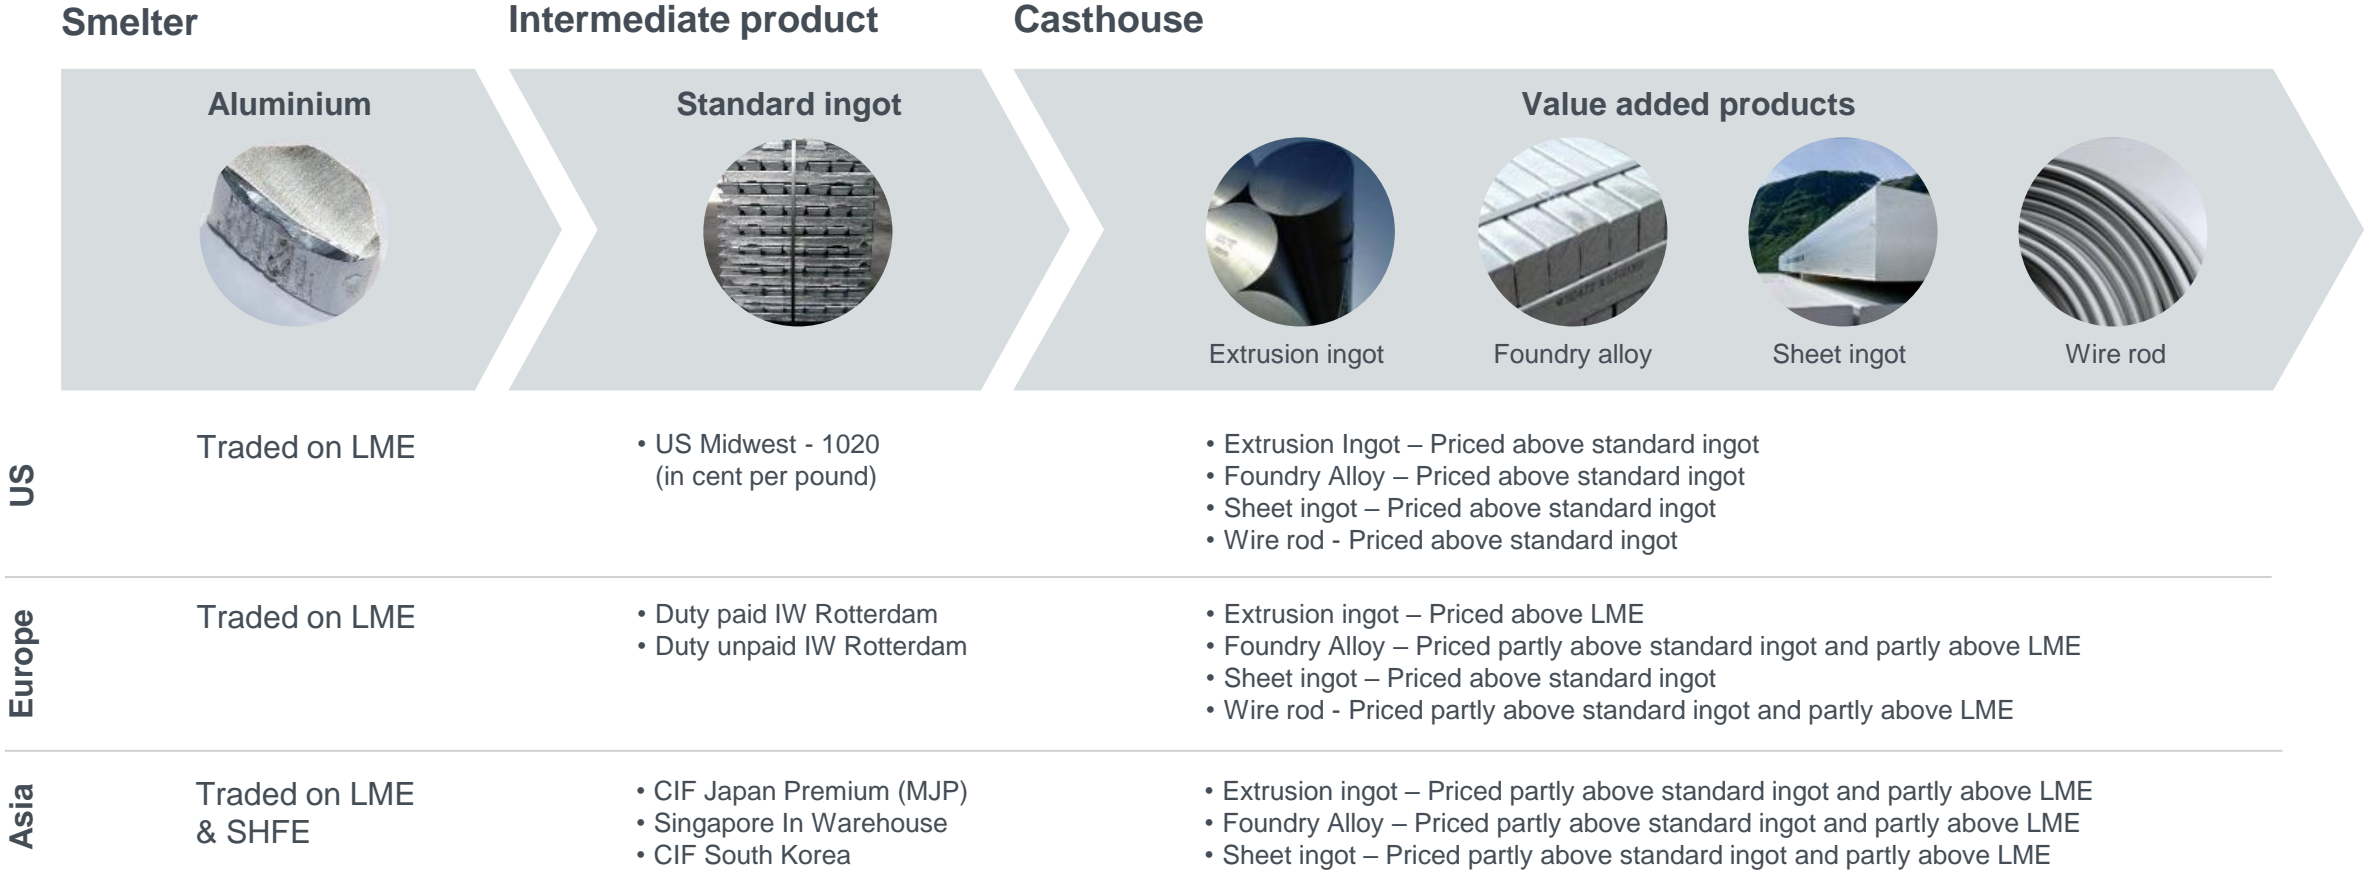 Smelter
Intermediate product
Casthouse
Aluminium
Standard ingot
Value added products
Extrusion ingot
Foundry alloy
Sheet ingot
Wire rod
US
Traded on LME
• US Midwest - 1020
(in cent per pound)
• Extrusion Ingot – Priced above standard ingot
• Foundry Alloy – Priced above standard ingot
• Sheet ingot – Priced above standard ingot
• Wire rod - Priced above standard ingot
Europe
Traded on LME
• Duty paid IW Rotterdam
• Duty unpaid IW Rotterdam
• Extrusion ingot – Priced above LME
• Foundry Alloy – Priced partly above standard ingot and partly above LME
• Sheet ingot – Priced above standard ingot
• Wire rod - Priced partly above standard ingot and partly above LME
Asia
Traded on LME
& SHFE
• CIF Japan Premium (MJP)
• Singapore In Warehouse
• CIF South Korea
• Extrusion ingot – Priced partly above standard ingot and partly above LME
• Foundry Alloy – Priced partly above standard ingot and partly above LME
• Sheet ingot – Priced partly above standard ingot and partly above LME